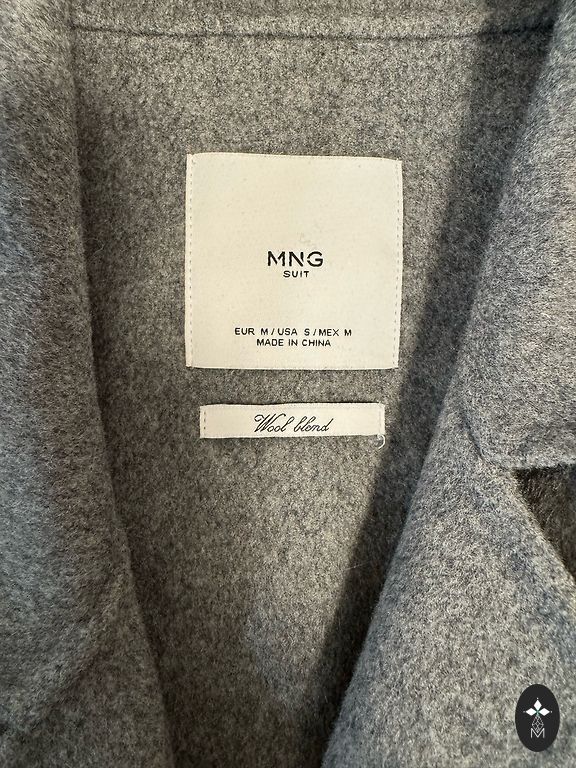 MNG
SUIT
EUR M / USA S / MEX M
MADE IN CHINA
Wool blend
M